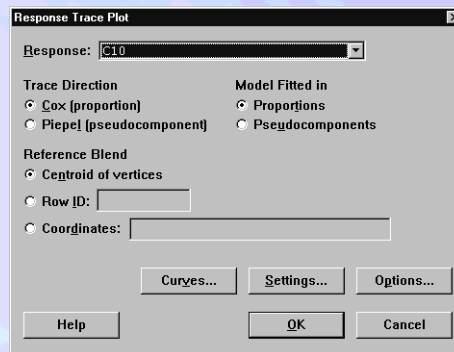 Response Trace Plot
Response: C10
Trace Direction
Cox (proportion)
Piepel (pseudocomponent)
Model Fitted in
Proportions
Pseudocomponents
Reference Blend
Centroid of vertices
Row ID:
Coordinates:
Curves... Settings... Options...
Help OK Cancel